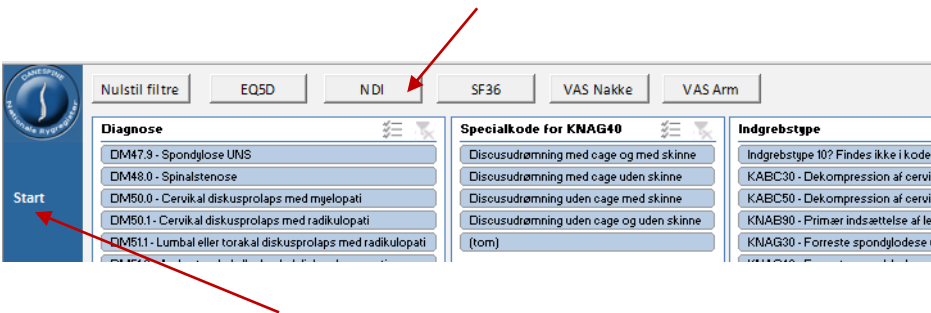 DANESPINE
Nationale Rygregister
Nulstil filtre
EQ5D
NDI
SF36
VAS Nakke
VAS Arm
Start
Diagnose
DM47.9 - Spondylose UNS
DM48.0 - Spinalstenose
DM50.0 - Cervikal diskusprolaps med myelopati
DM50.1 - Cervikal diskusprolaps med radikulopati
DM51.1 - Lumbal eller torakal diskusprolaps med radikulopati
Specialkode for KNAG40
Discusudrømning med cage og med skinne
Discusudrømning med cage uden skinne
Discusudrømning uden cage med skinne
Discusudrømning uden cage og uden skinne
(tom)
Indgrebstype
Indgrebstype 10? Findes ikke i kode
KABC30 - Dekompression af cervi
KABC50 - Dekompression af cervi
KNAB90 - Primær indsættelse af le
KNAG30 - Forreste spondylodese